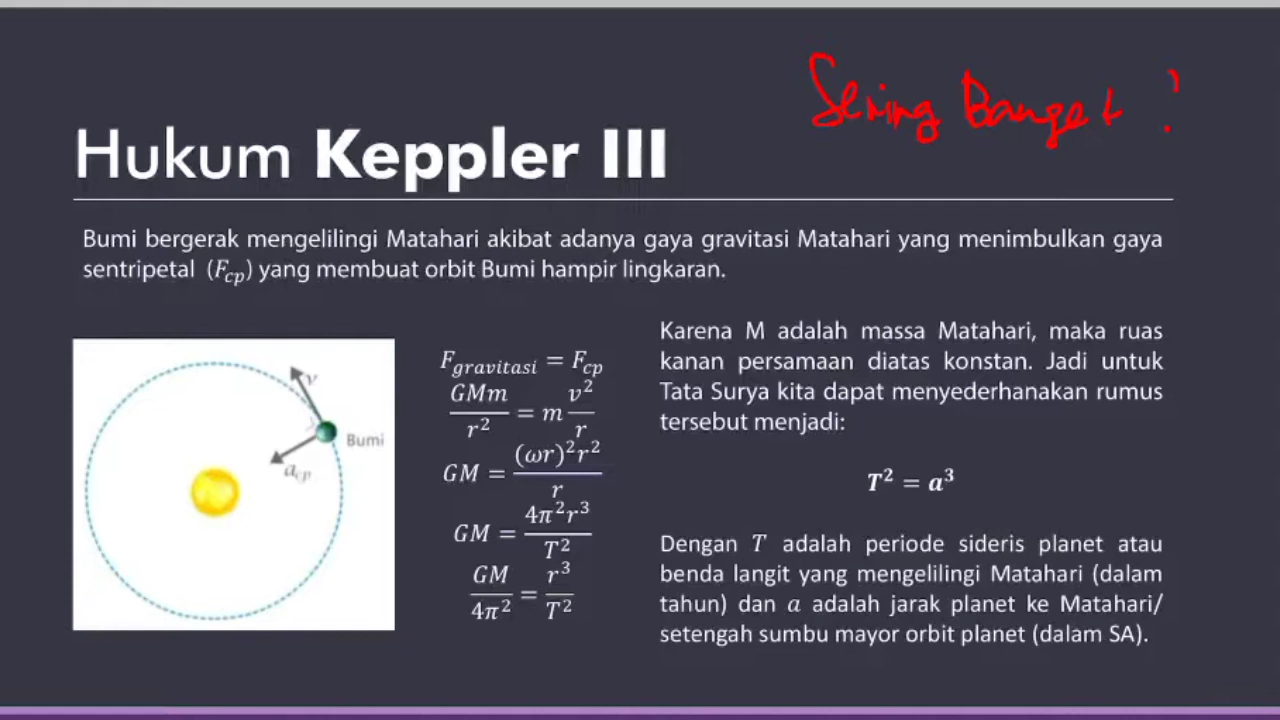 Sering Banget !
Hukum Keppler III
Bumi bergerak mengelilingi Matahari akibat adanya gaya gravitasi Matahari yang menimbulkan gaya
sentripetal (F_cp) yang membuat orbit Bumi hampir lingkaran.
v
Bumi
a_cp
F_gravitasi = F_cp
GMm/r² = m v²/r
GM = (ωr)²r²/r
GM = 4π²r³/T²
GM/4π² = r³/T²
Karena M adalah massa Matahari, maka ruas
kanan persamaan diatas konstan. Jadi untuk
Tata Surya kita dapat menyederhanakan rumus
tersebut menjadi:
T² = a³
Dengan T adalah periode sideris planet atau
benda langit yang mengelilingi Matahari (dalam
tahun) dan a adalah jarak planet ke Matahari/
setengah sumbu mayor orbit planet (dalam SA).